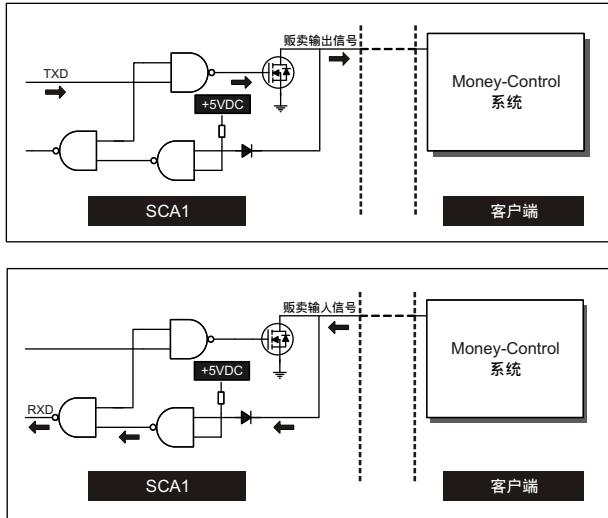 贩卖输出信号
TXD
+5VDC
Money-Control
系统
SCA1
客户端
贩卖输入信号
+5VDC
Money-Control
系统
RXD
SCA1
客户端